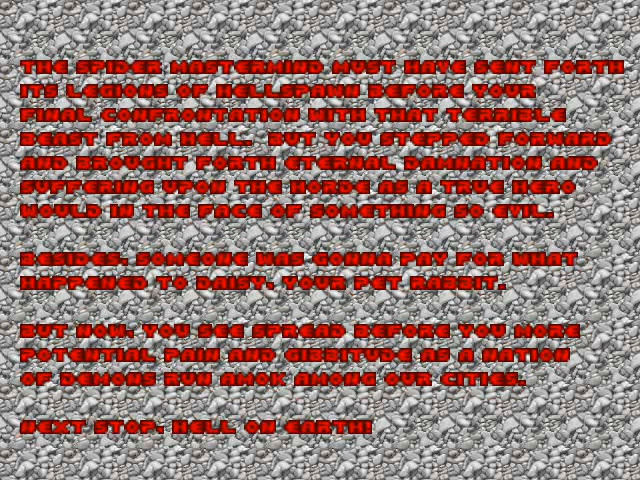 THE SPIDER MASTERMIND MUST HAVE SENT FORTH
ITS LEGIONS OF HELLSPAWN BEFORE YOUR
FINAL CONFRONTATION WITH THAT TERRIBLE
BEAST FROM HELL.  BUT YOU STEPPED FORWARD
AND BROUGHT FORTH ETERNAL DAMNATION AND
SUFFERING UPON THE HORDE AS A TRUE HERO
WOULD IN THE FACE OF SOMETHING SO EVIL.

BESIDES, SOMEONE WAS GONNA PAY FOR WHAT
HAPPENED TO DAISY, YOUR PET RABBIT.

BUT NOW, YOU SEE SPREAD BEFORE YOU MORE
POTENTIAL PAIN AND GIBBITUDE AS A NATION
OF DEMONS RUN AMOK AMONG OUR CITIES.

NEXT STOP, HELL ON EARTH!